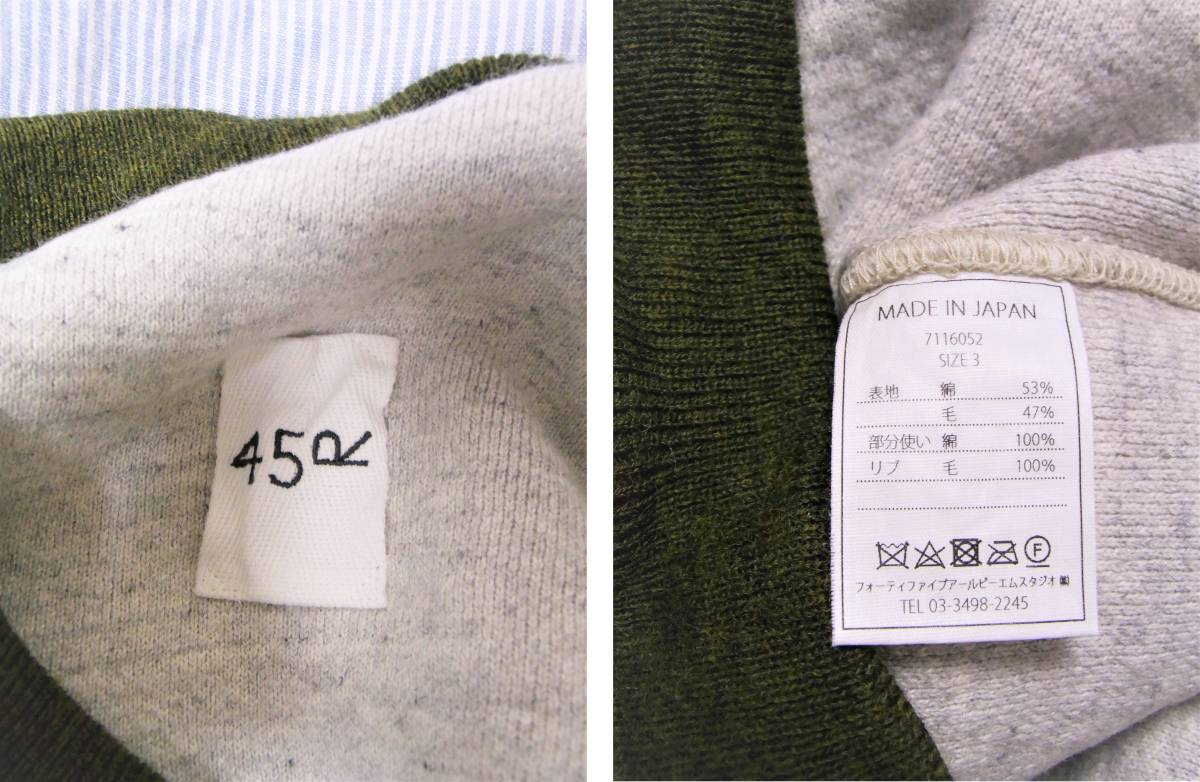 45R
MADE IN JAPAN
7116052
SIZE 3
表地 綿 53%
毛 47%
部分使い 綿 100%
リブ 毛 100%
F
フォーティファイブアールピーエムスタジオ㈱
TEL 03-3498-2245